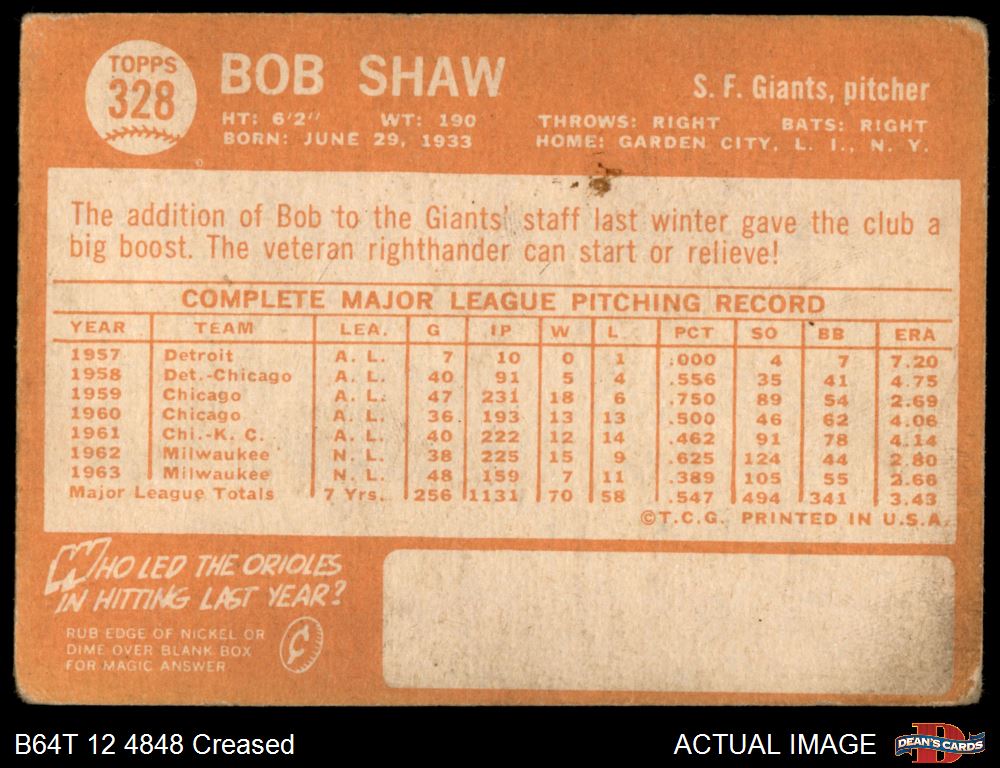 TOPPS
328
BOB SHAW
S. F. Giants, pitcher
HT: 6'2" WT: 190 THROWS: RIGHT BATS: RIGHT
BORN: JUNE 29, 1933 HOME: GARDEN CITY, L. I., N. Y.
The addition of Bob to the Giants' staff last winter gave the club a
big boost. The veteran righthander can start or relieve!
COMPLETE MAJOR LEAGUE PITCHING RECORD
YEAR TEAM LEA. G IP W L PCT SO BB ERA
1957 Detroit A. L. 7 10 0 1 .000 4 7 7.20
1958 Det.-Chicago A. L. 40 91 5 4 .556 35 41 4.75
1959 Chicago A. L. 47 231 18 6 .750 89 54 2.69
1960 Chicago A. L. 36 193 13 13 .500 46 62 4.06
1961 Chi.-K. C. A. L. 40 222 12 14 .462 91 78 4.14
1962 Milwaukee N. L. 38 225 15 9 .625 124 44 2.80
1963 Milwaukee N. L. 48 159 7 11 .389 105 55 2.66
Major League Totals 7 Yrs. 256 1131 70 58 .547 494 341 3.43
©T.C.G. PRINTED IN U.S.A.
WHO LED THE ORIOLES
IN HITTING LAST YEAR?
RUB EDGE OF NICKEL OR
DIME OVER BLANK BOX
FOR MAGIC ANSWER
¢
B64T 12 4848 Creased
ACTUAL IMAGE
D
DEAN'S CARDS